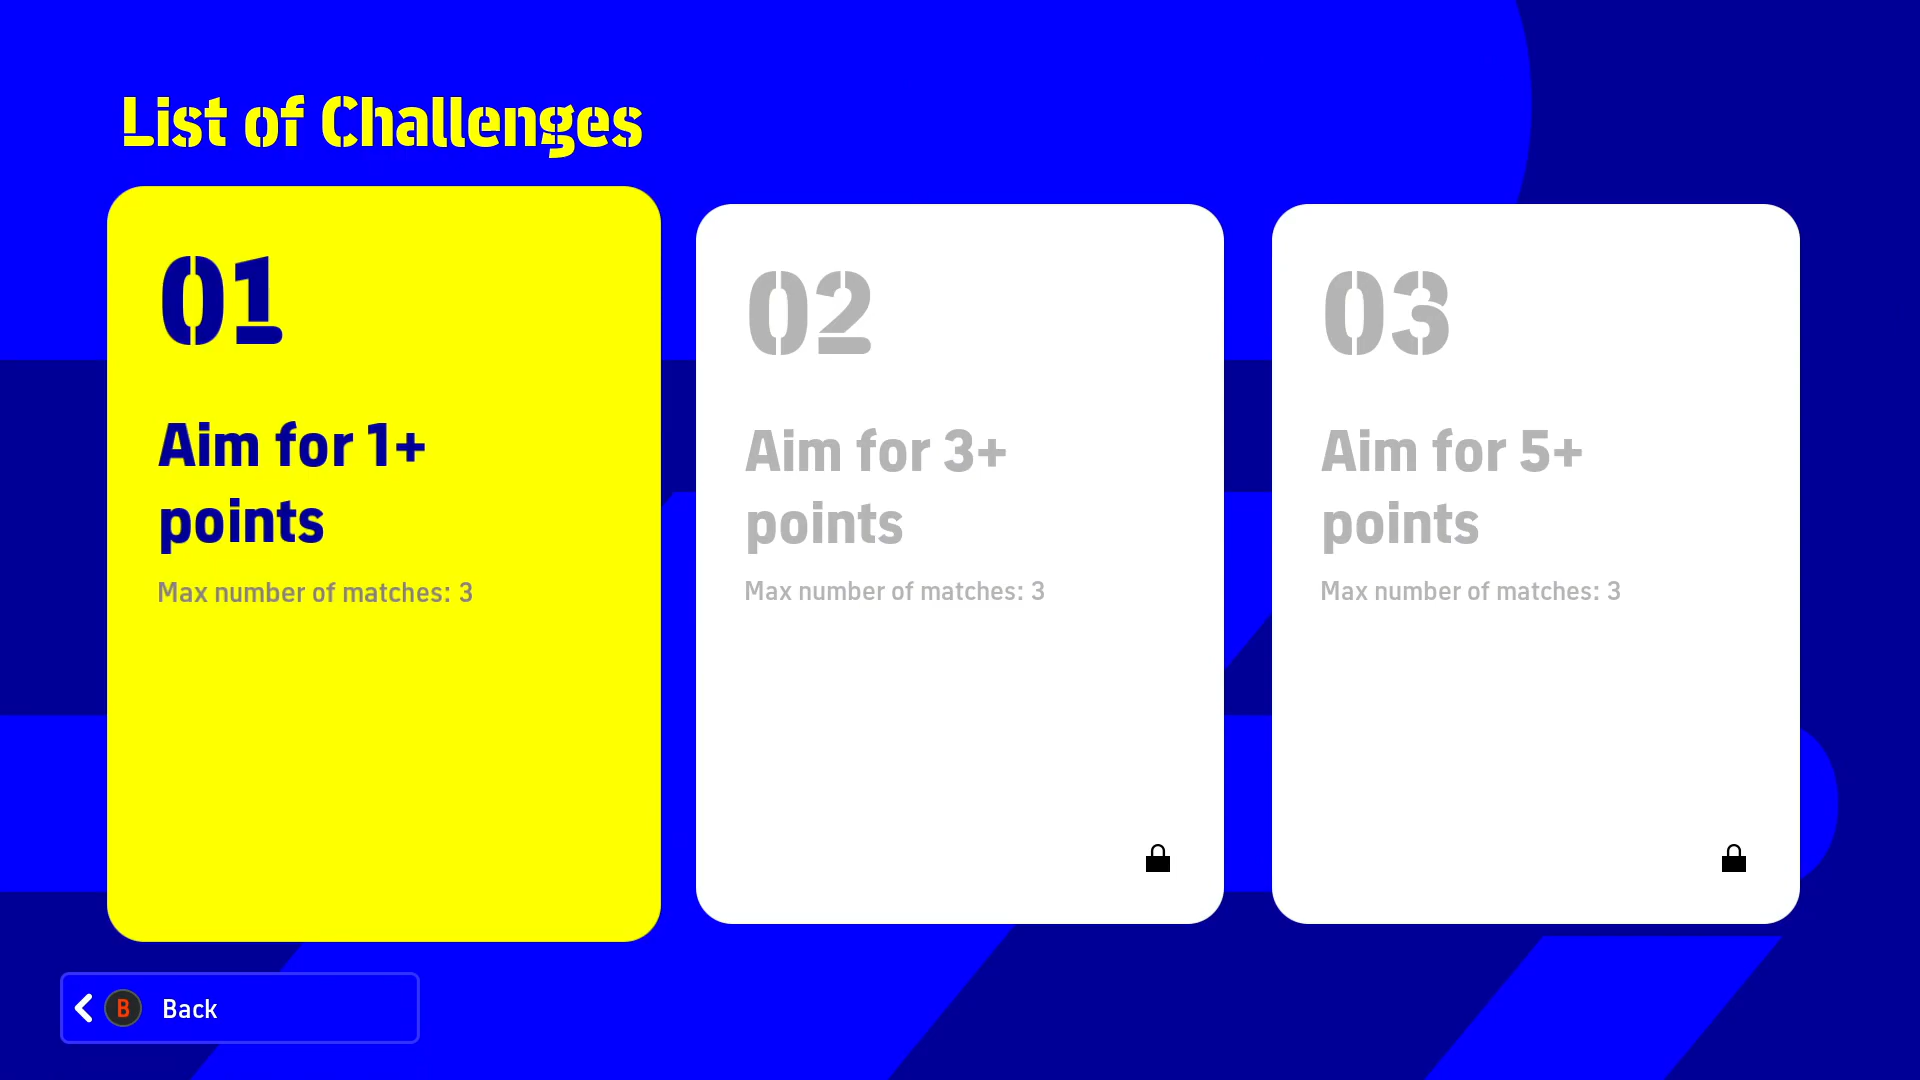 List of Challenges
01
Aim for 1+
points
Max number of matches: 3
02
Aim for 3+
points
Max number of matches: 3
03
Aim for 5+
points
Max number of matches: 3
B Back